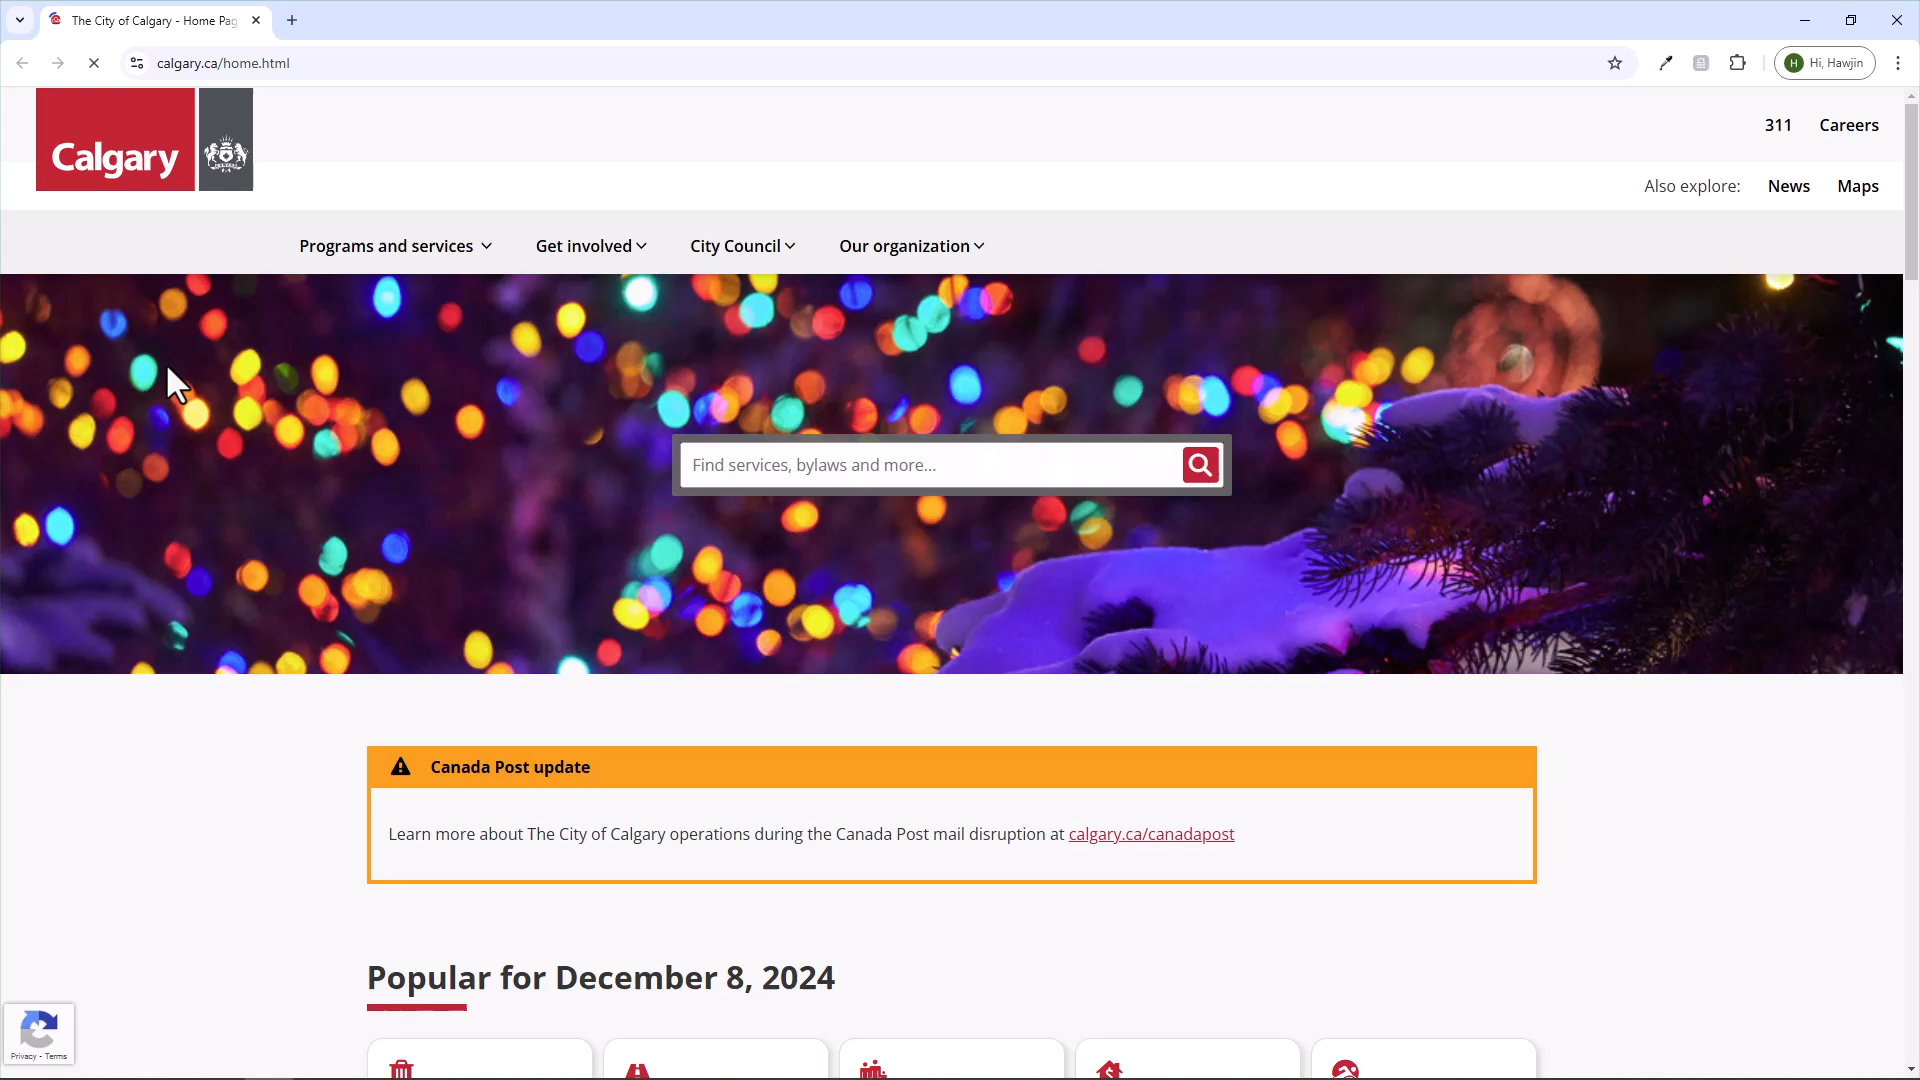 The City of Calgary - Home Pag
calgary.ca/home.html
H Hi, Hawjin
Calgary
311 Careers
Also explore: News Maps
Programs and services Get involved City Council Our organization
Find services, bylaws and more...
Canada Post update
Learn more about The City of Calgary operations during the Canada Post mail disruption at calgary.ca/canadapost
Popular for December 8, 2024
Privacy - Terms